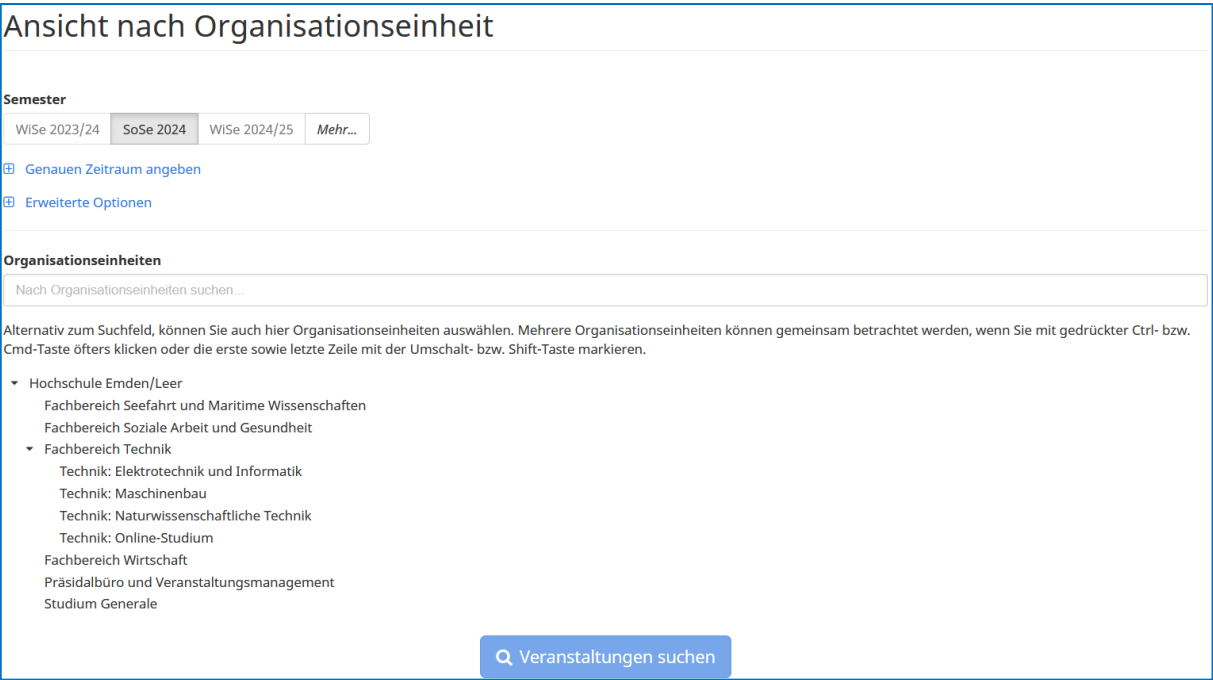 Ansicht nach Organisationseinheit
Semester
WiSe 2023/24 SoSe 2024 WiSe 2024/25 Mehr...
Genauen Zeitraum angeben
Erweiterte Optionen
Organisationseinheiten
Nach Organisationseinheiten suchen...
Alternativ zum Suchfeld, können Sie auch hier Organisationseinheiten auswählen. Mehrere Organisationseinheiten können gemeinsam betrachtet werden, wenn Sie mit gedrückter Ctrl- bzw.
Cmd-Taste öfters klicken oder die erste sowie letzte Zeile mit der Umschalt- bzw. Shift-Taste markieren.
Hochschule Emden/Leer
Fachbereich Seefahrt und Maritime Wissenschaften
Fachbereich Soziale Arbeit und Gesundheit
Fachbereich Technik
Technik: Elektrotechnik und Informatik
Technik: Maschinenbau
Technik: Naturwissenschaftliche Technik
Technik: Online-Studium
Fachbereich Wirtschaft
Präsidalbüro und Veranstaltungsmanagement
Studium Generale
Veranstaltungen suchen